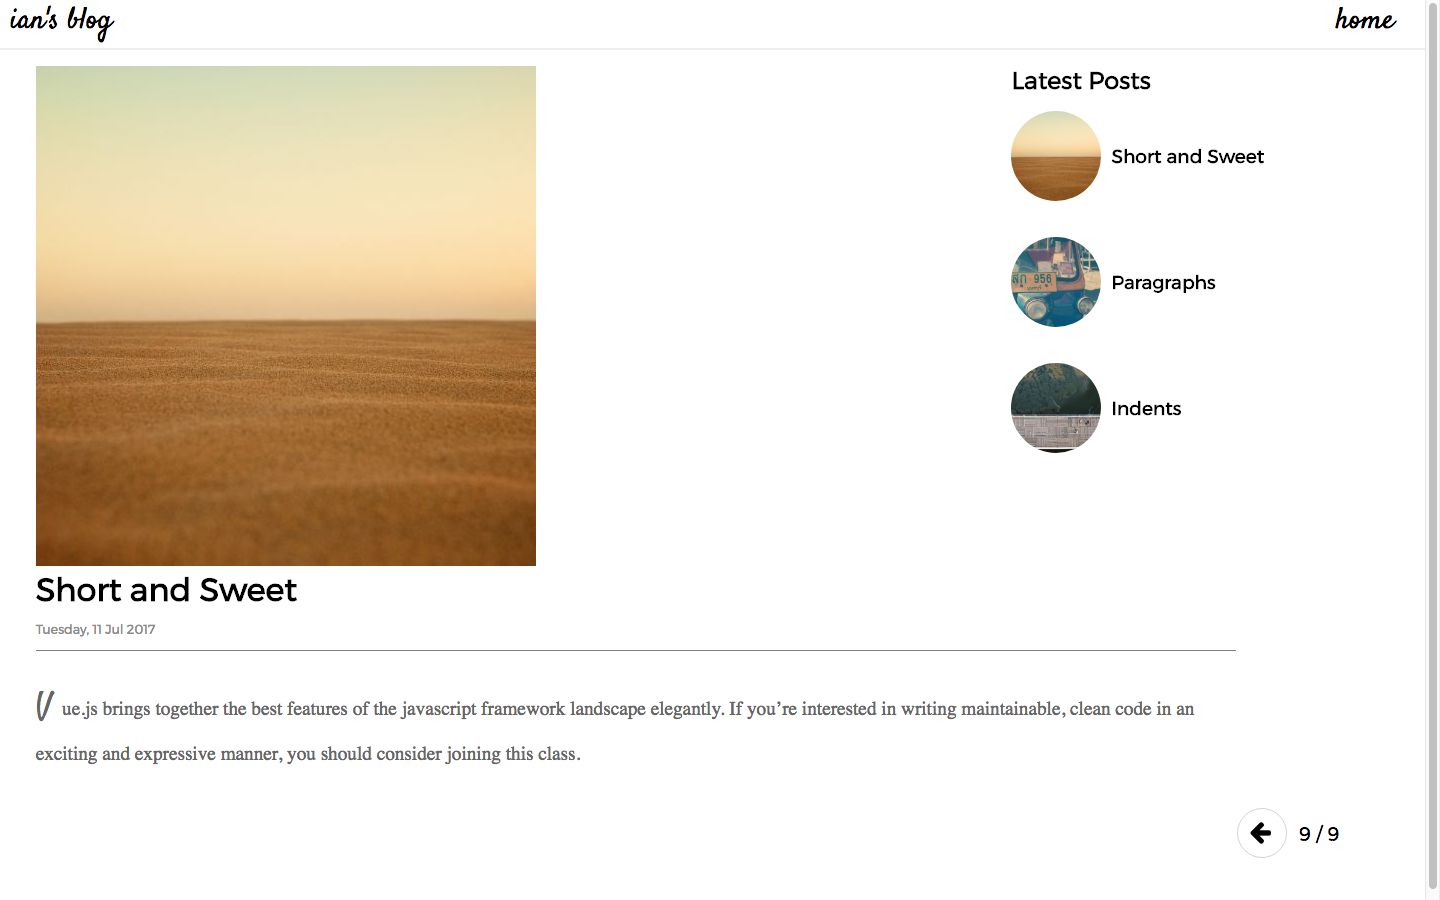 ian's blog
home
Latest Posts
Short and Sweet
956
Paragraphs
Indents
Short and Sweet
Tuesday, 11 Jul 2017
Vue.js brings together the best features of the javascript framework landscape elegantly. If you’re interested in writing maintainable, clean code in an
exciting and expressive manner, you should consider joining this class.
9 / 9